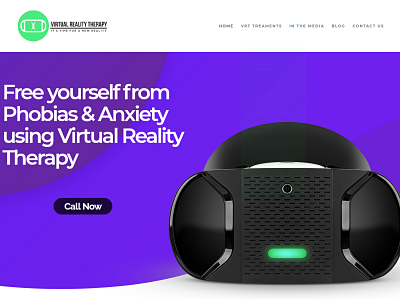 VIRTUAL REALITY THERAPY
IT'S TIME FOR A NEW REALITY
HOME VRT TREAMENTS IN THE MEDIA BLOG CONTACT US
Free yourself from
Phobias & Anxiety
using Virtual Reality
Therapy
Call Now